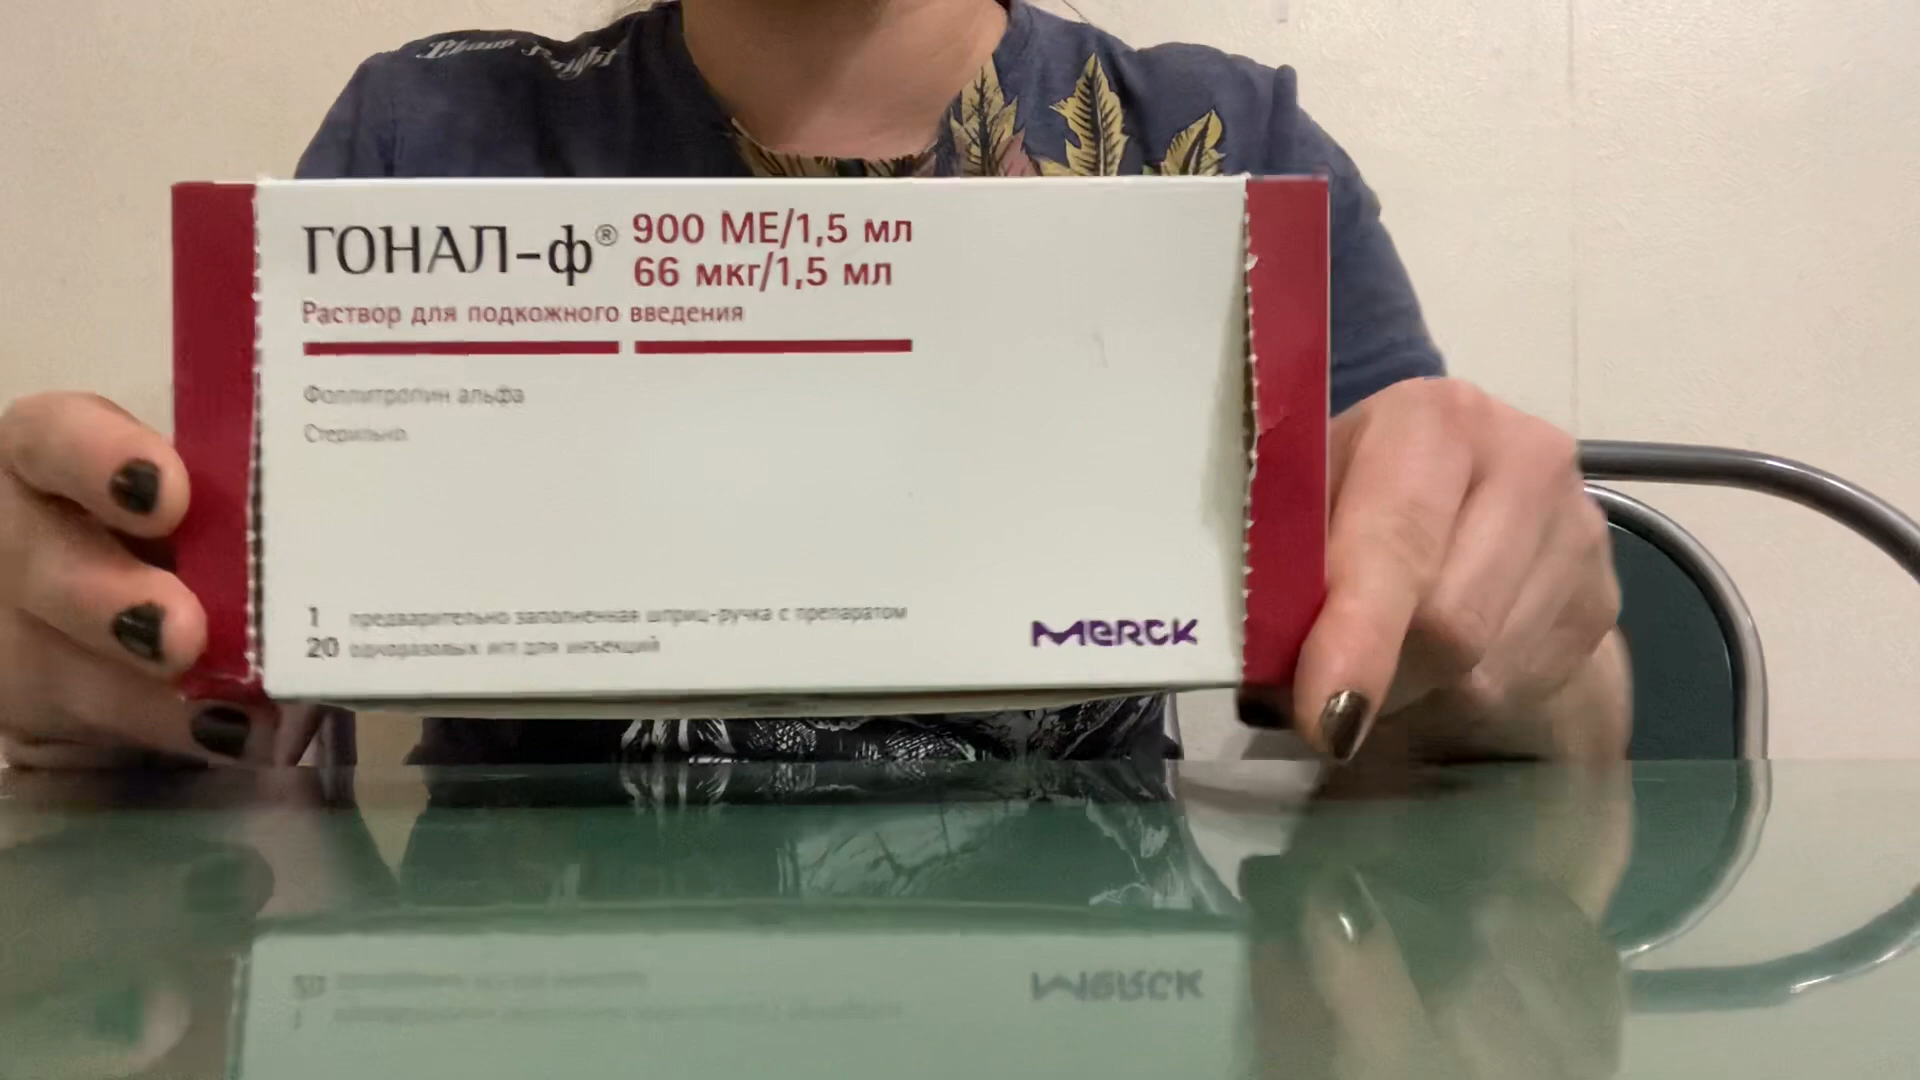 ГОНАЛ-ф® 900 МЕ/1,5 мл
66 мкг/1,5 мл
Раствор для подкожного введения
Фоллитропин альфа
Стерильно
1 предварительно заполненная шприц-ручка с препаратом
20 одноразовых игл для инъекций
MERCK